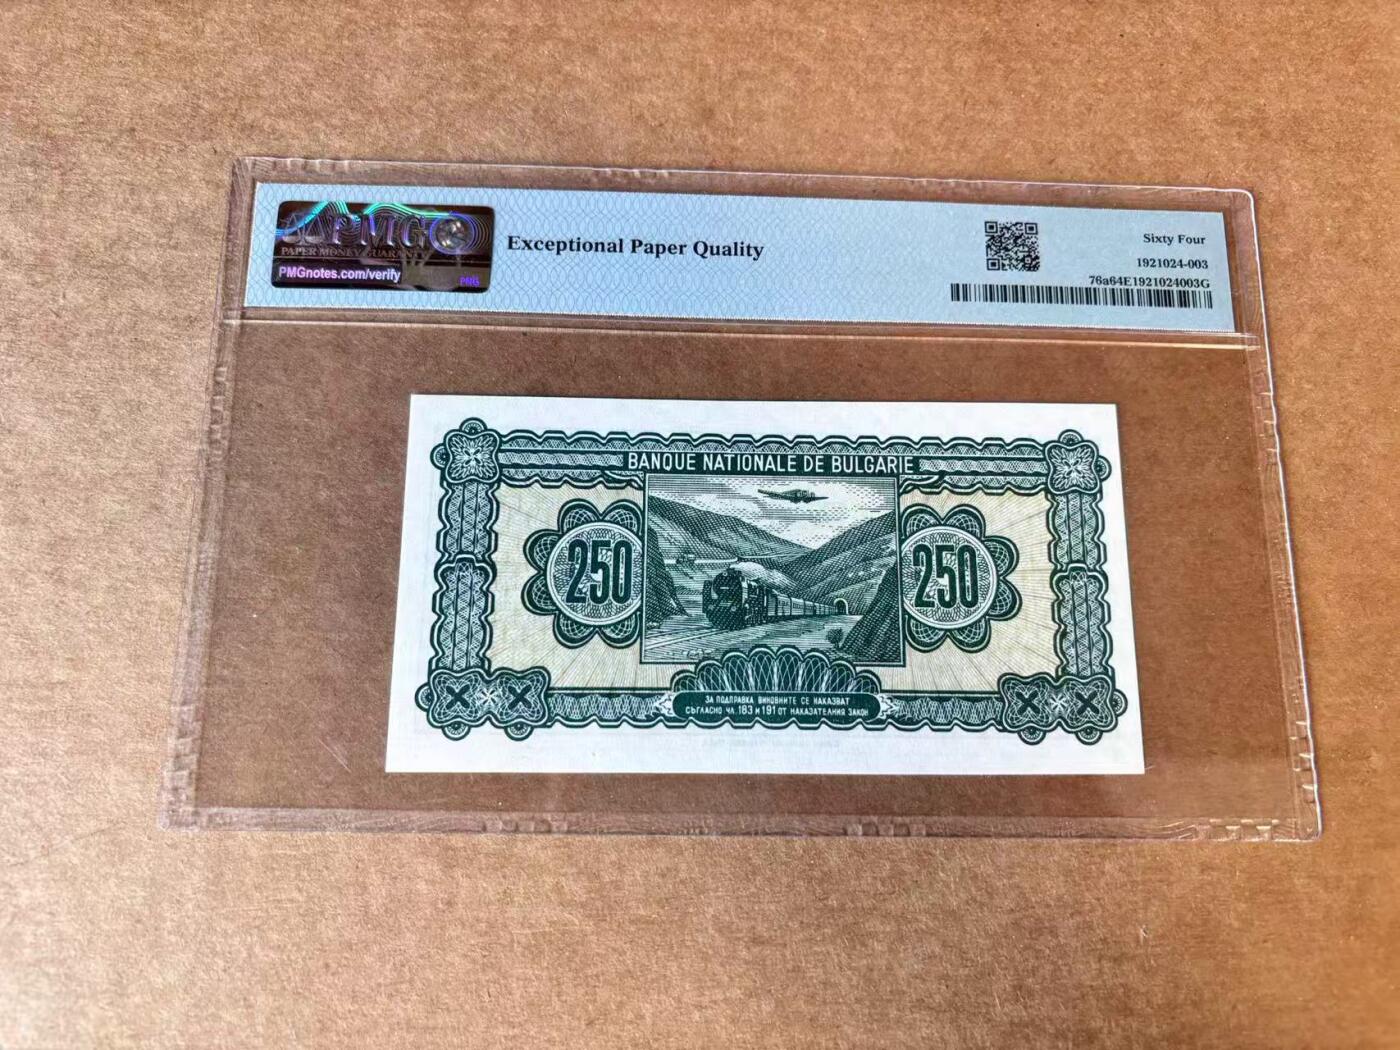 PMG
PAPER MONEY GUARANTY
PMGnotes.com/verify
PMG
Exceptional Paper Quality
Sixty Four
1921024-003
76a64E1921024003G
BANQUE NATIONALE DE BULGARIE
250
250
ЗА ПОДПРАВКА ВИНОВНИТЕ СЕ НАКАЗВАТ
СЪГЛАСНО ЧЛ. 183 И 191 ОТ НАКАЗАТЕЛНИЯ ЗАКОН